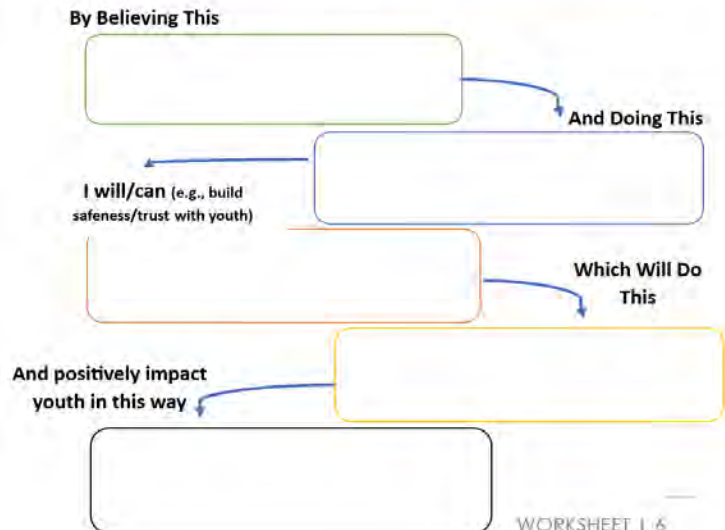 By Believing This
And Doing This
I will/can (e.g., build
safeness/trust with youth)
Which Will Do
This
And positively impact
youth in this way
WORKSHEET | 6